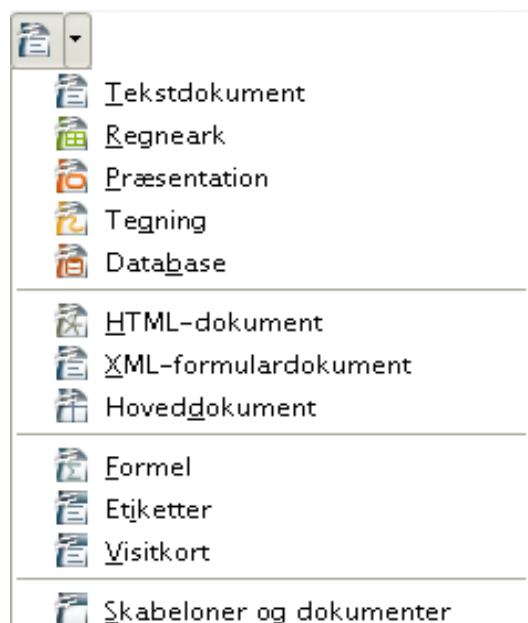 Tekstdokument
Regneark
Præsentation
Tegning
Database
HTML-dokument
XML-formulardokument
Hoveddokument
Formel
Etiketter
Visitkort
Skabeloner og dokumenter